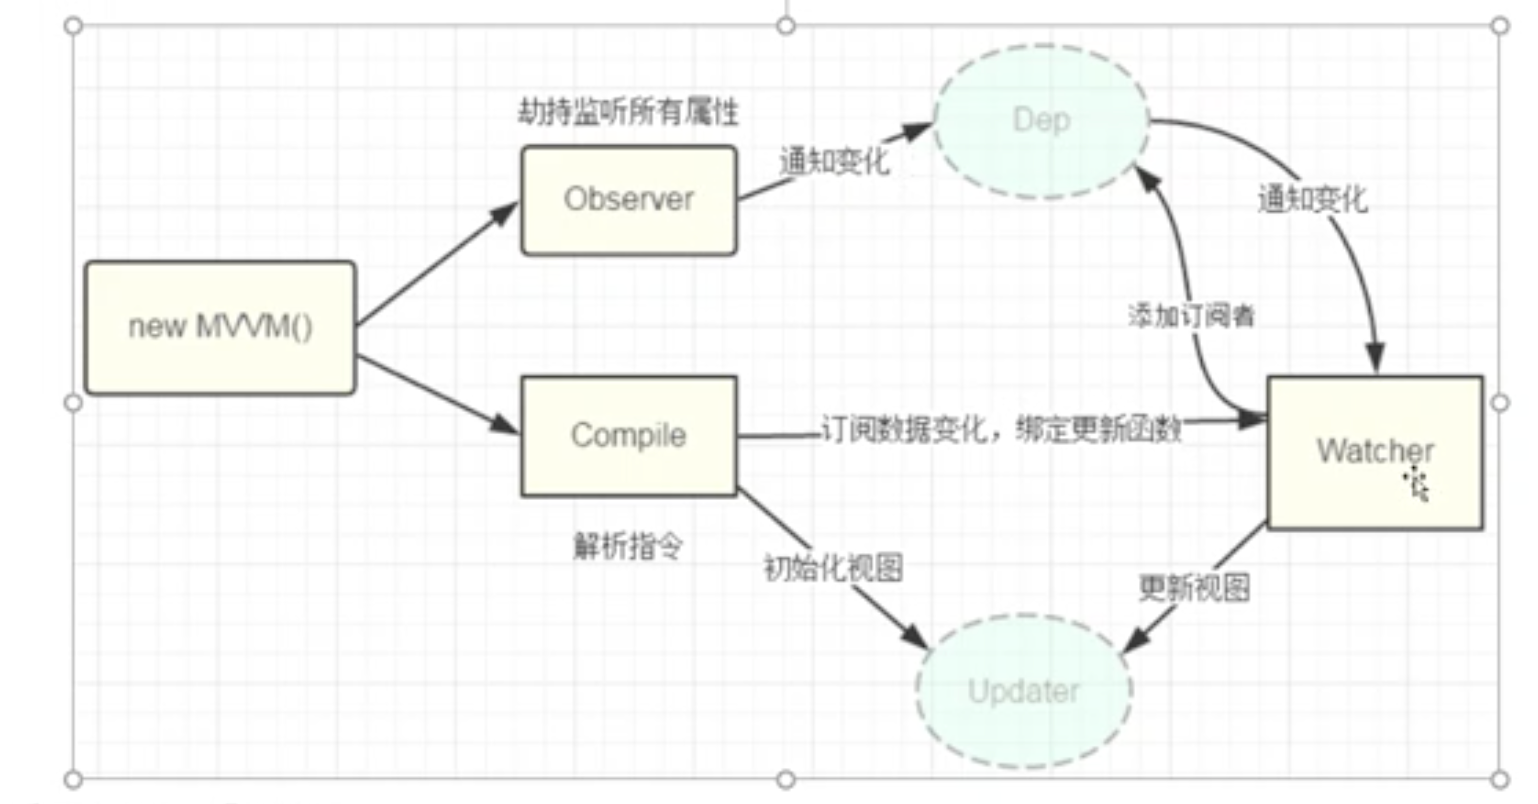 劫持监听所有属性
Dep
通知变化
Observer
通知变化
new MVVM()
添加订阅者
Compile
订阅数据变化，绑定更新函数
Watcher
解析指令
初始化视图
更新视图
Updater